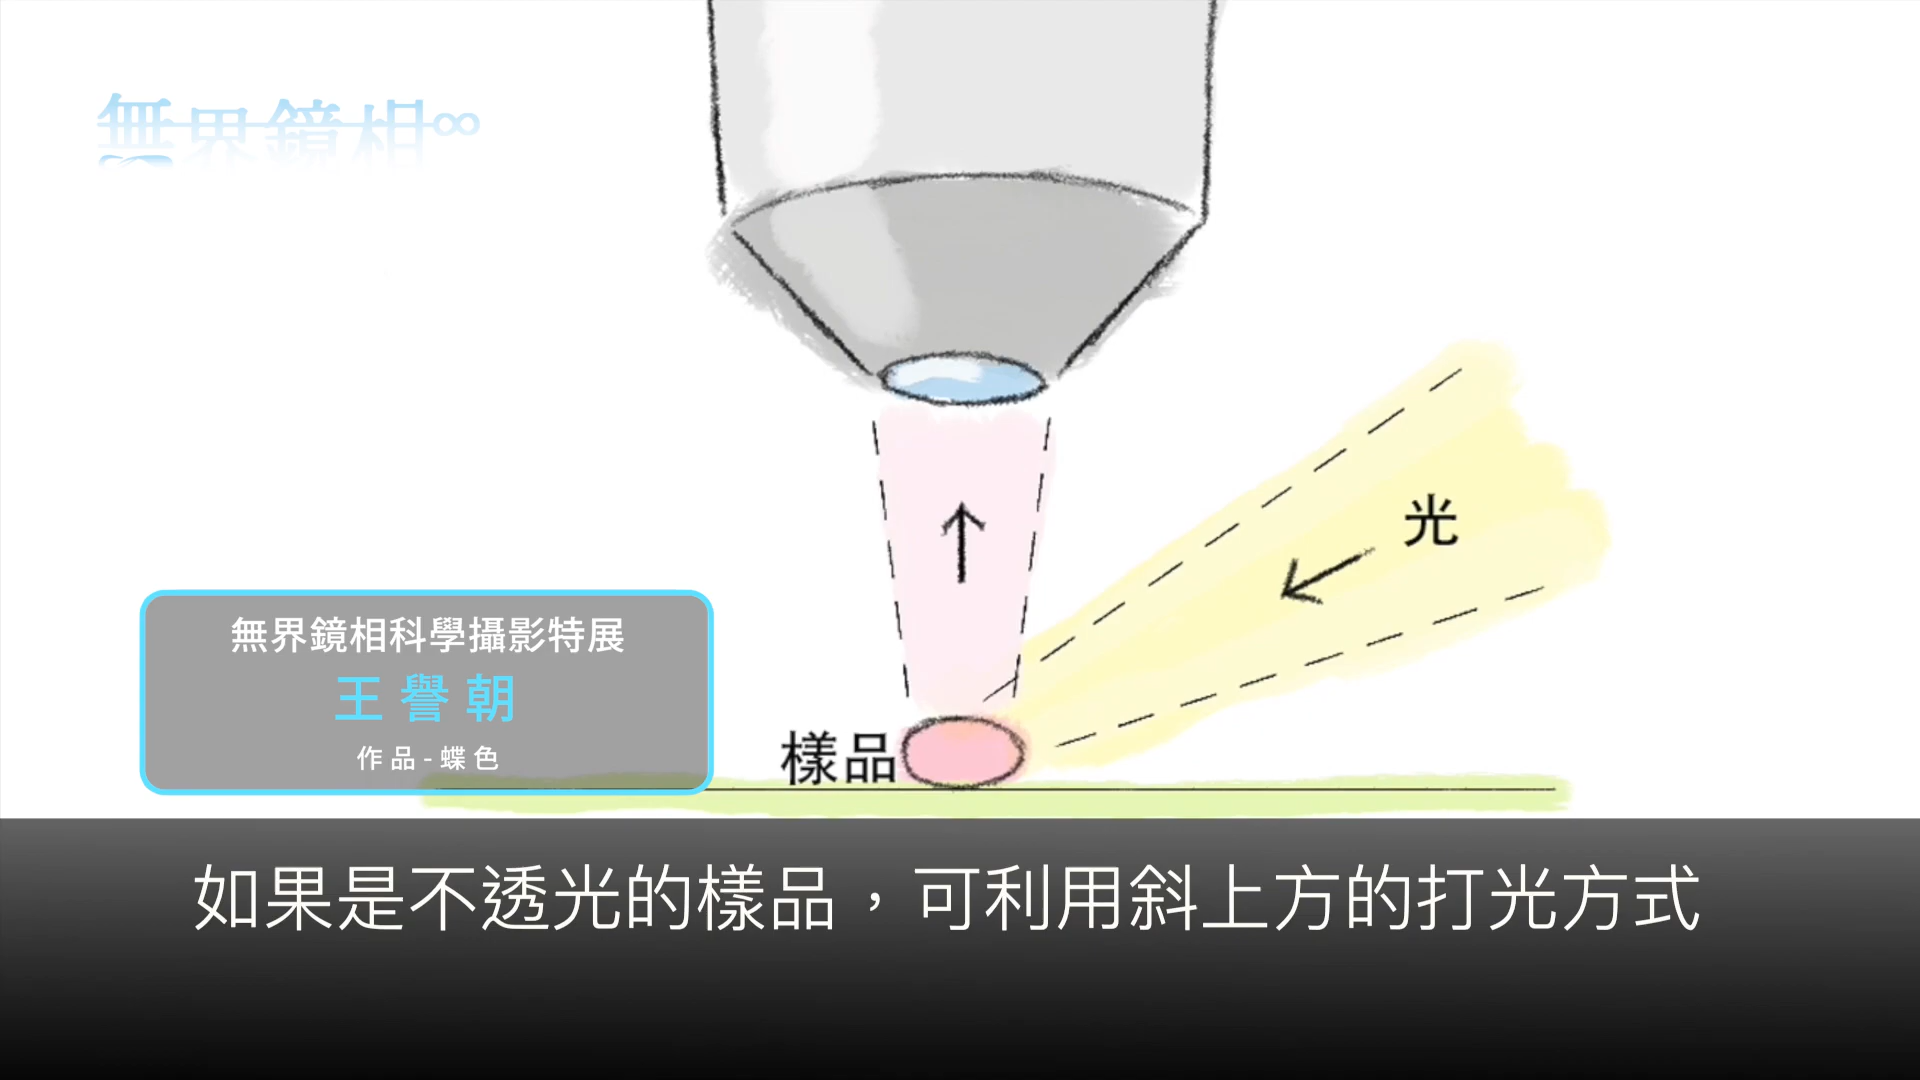 無界鏡相∞
光
無界鏡相科學攝影特展
王譽朝
作品-蝶色
樣品
如果是不透光的樣品，可利用斜上方的打光方式